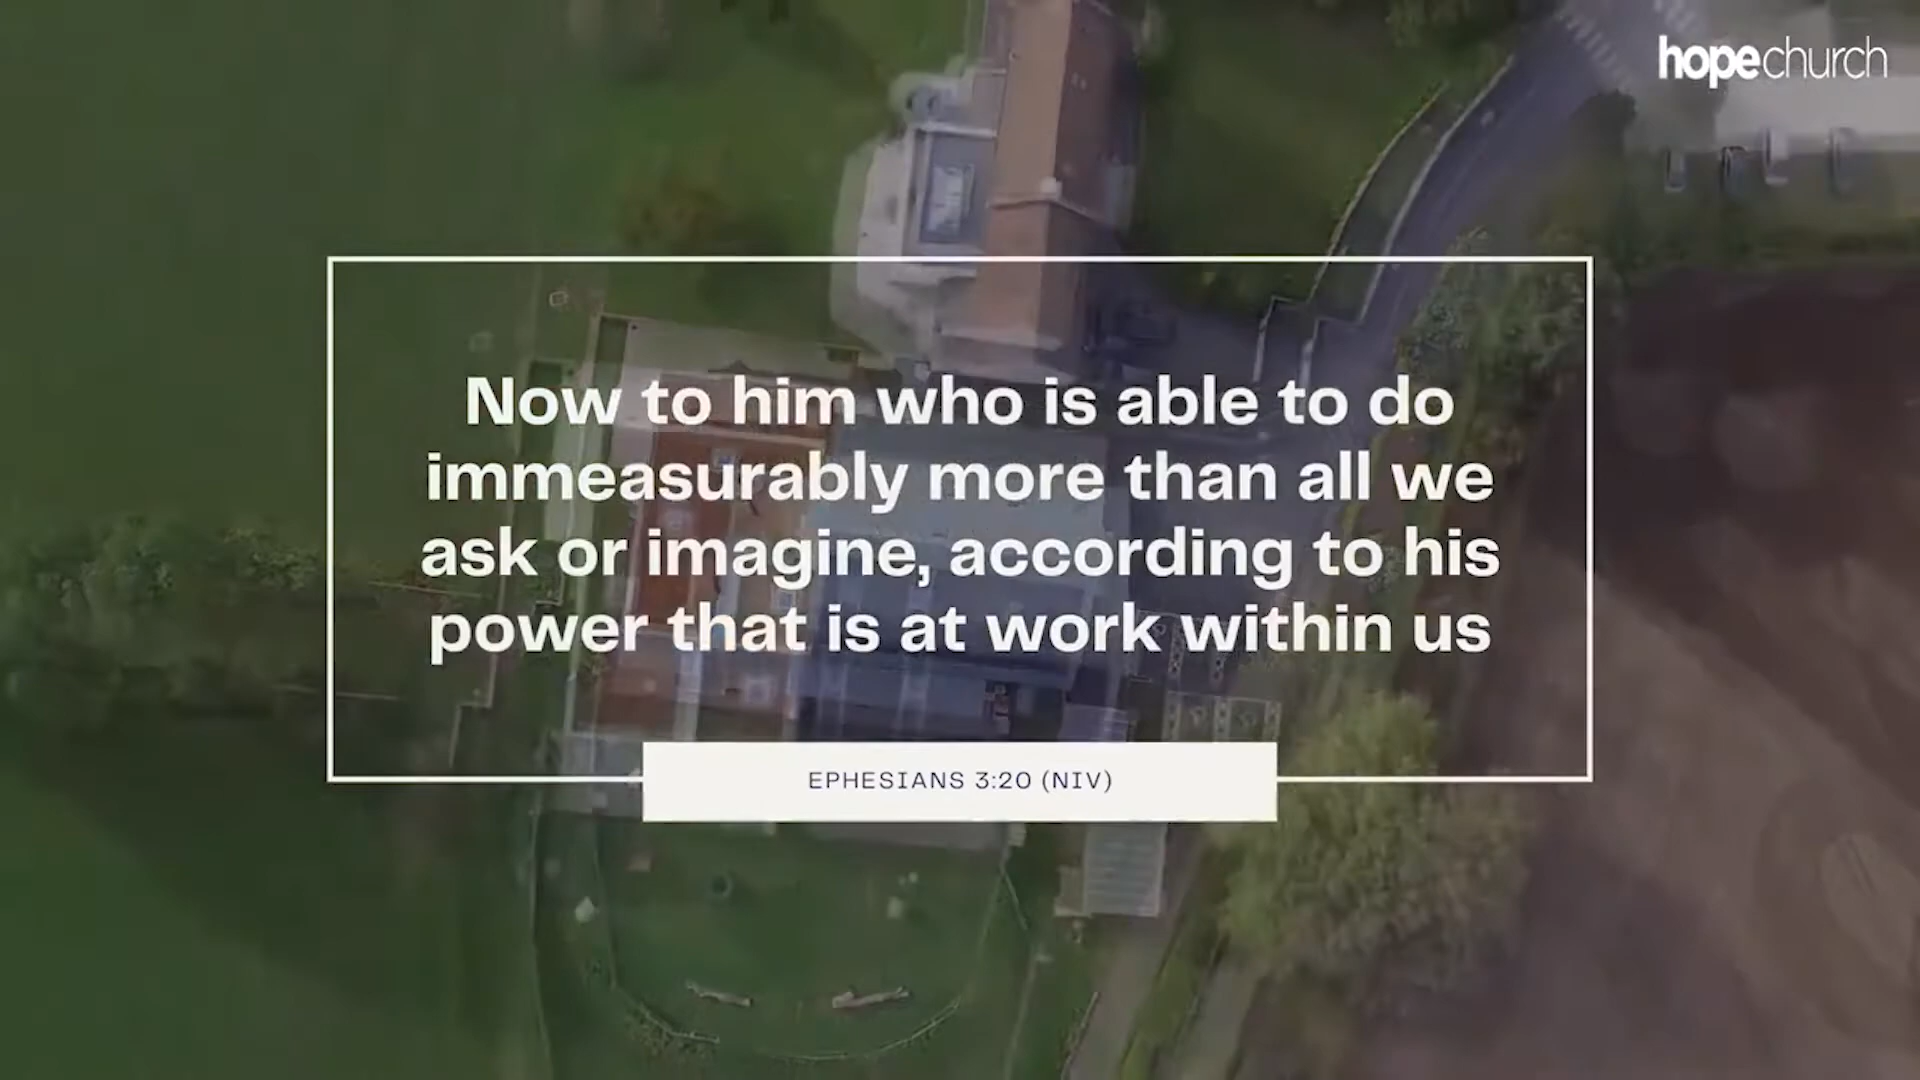 hopechurch
Now to him who is able to do
immeasurably more than all we
ask or imagine, according to his
power that is at work within us
EPHESIANS 3:20 (NIV)